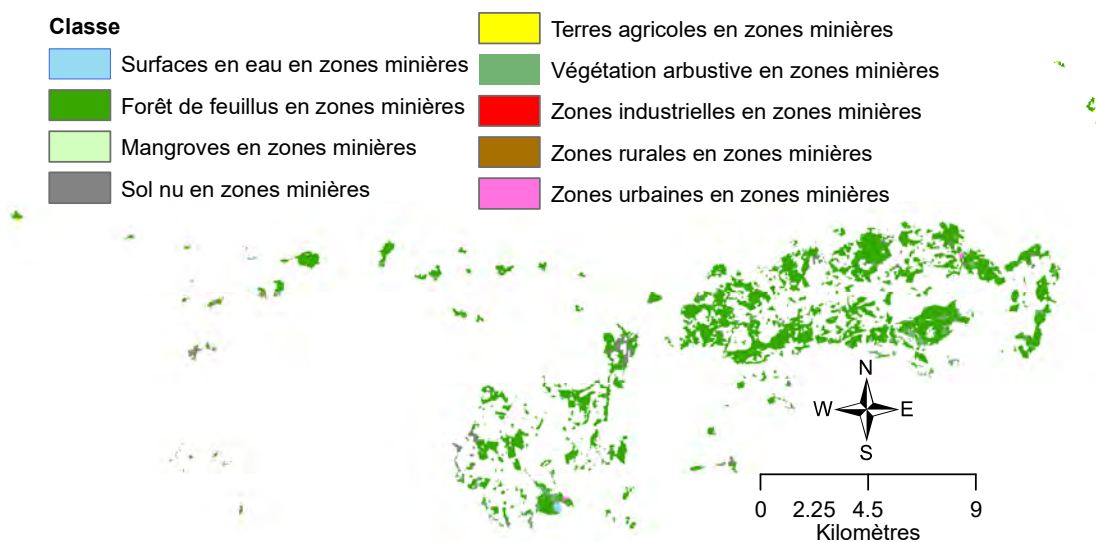 Classe
Surfaces en eau en zones minières
Forêt de feuillus en zones minières
Mangroves en zones minières
Sol nu en zones minières
Terres agricoles en zones minières
Végétation arbustive en zones minières
Zones industrielles en zones minières
Zones rurales en zones minières
Zones urbaines en zones minières
N
W E
S
0 2.25 4.5 9
Kilomètres